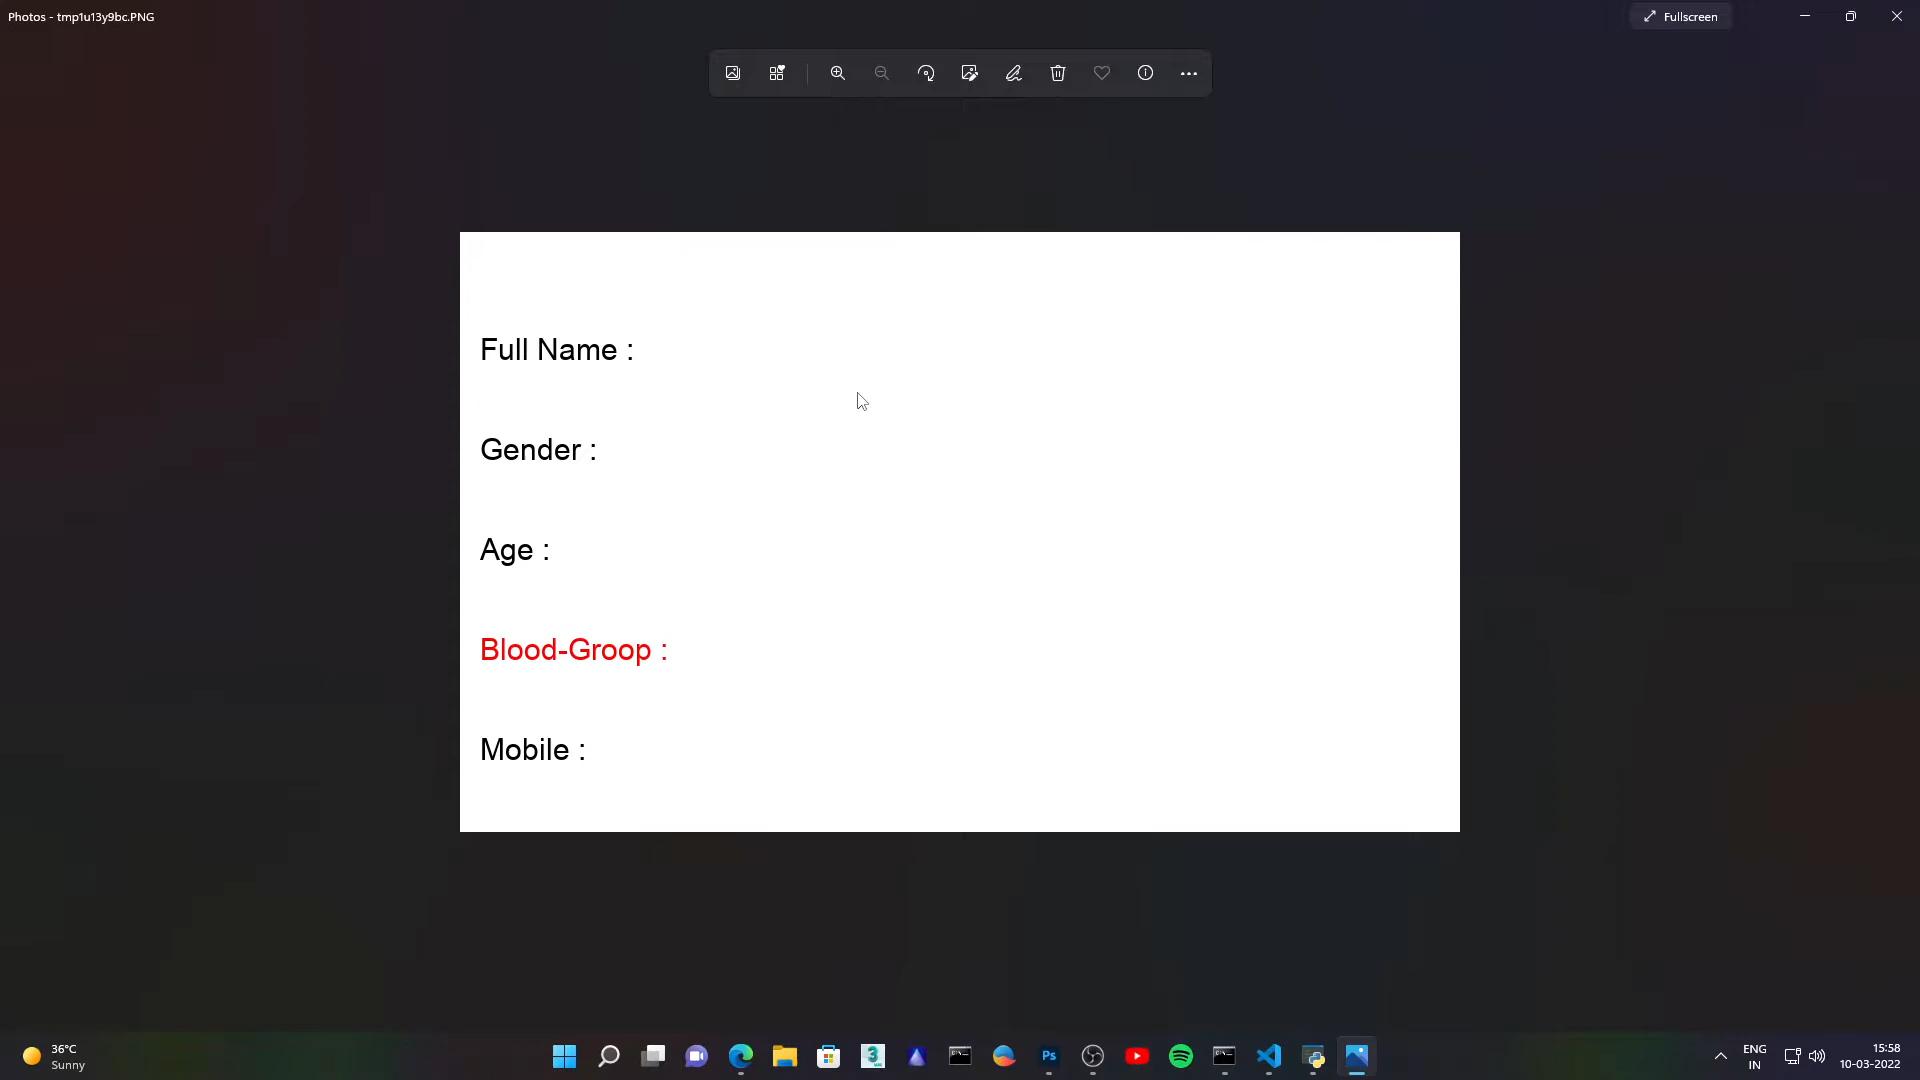 Photos - tmp1u13y9bc.PNG
Fullscreen
Full Name :
Gender :
Age :
Blood-Groop :
Mobile :
36°C
Sunny
Ps
ENG
IN
15:58
10-03-2022